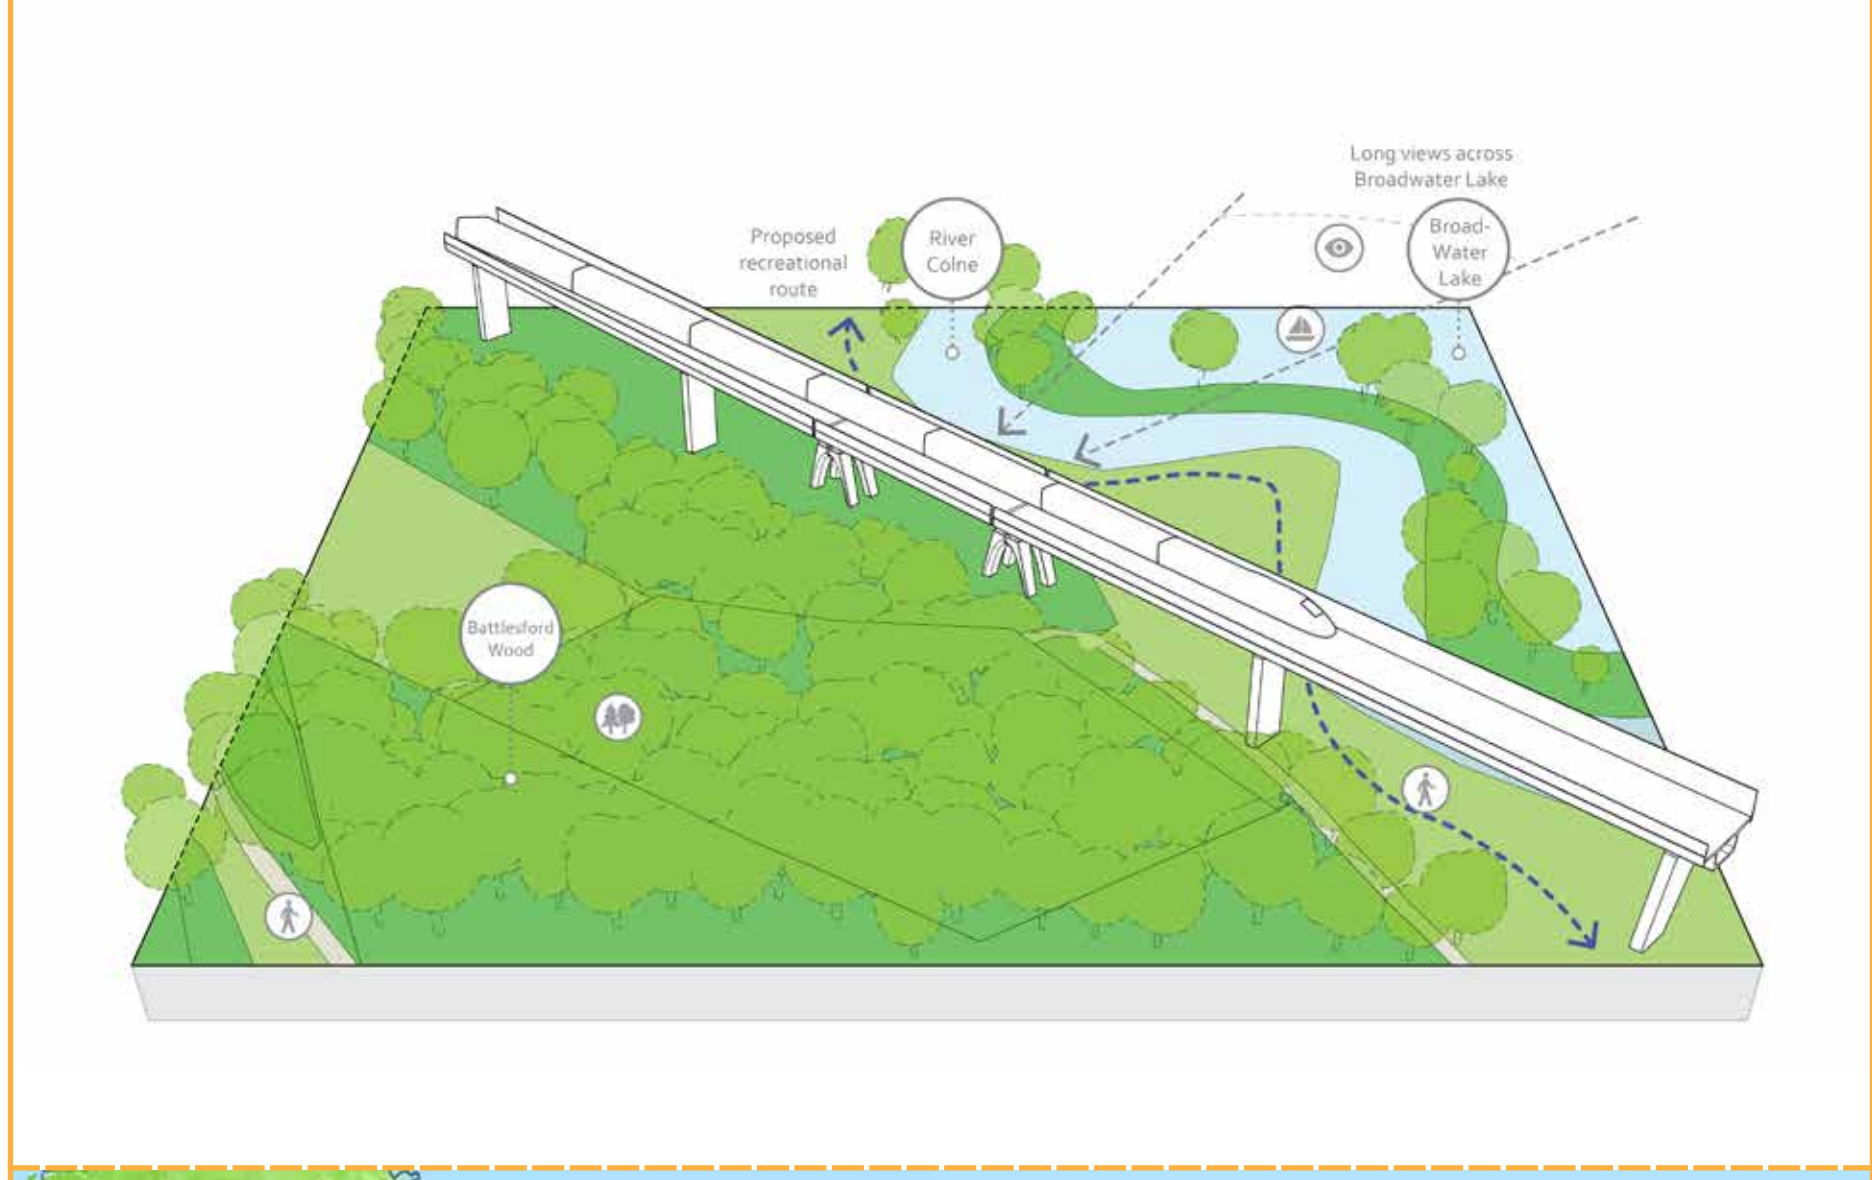 Long views across
Broadwater Lake
Proposed
recreational
route
River
Colne
Broad-
Water
Lake
Battlesford
Wood